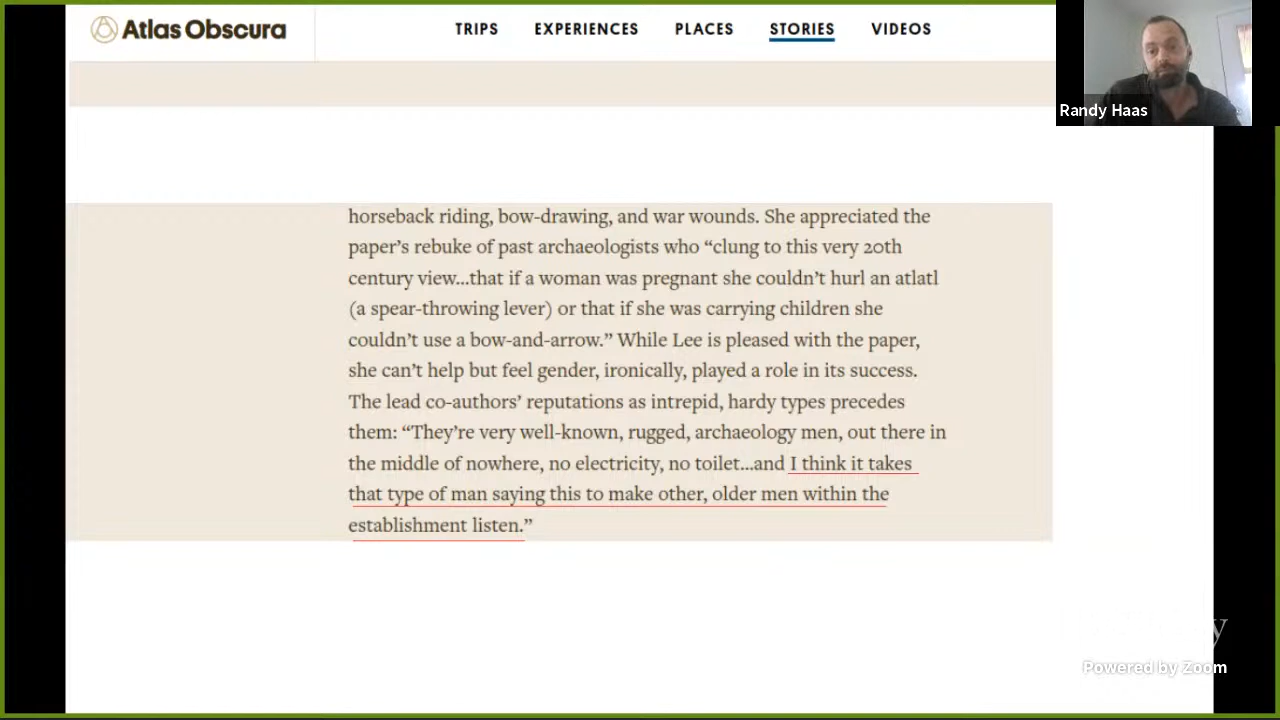 Atlas Obscura
TRIPS EXPERIENCES PLACES STORIES VIDEOS
Randy Haas
horseback riding, bow-drawing, and war wounds. She appreciated the
paper’s rebuke of past archaeologists who “clung to this very 20th
century view...that if a woman was pregnant she couldn’t hurl an atlatl
(a spear-throwing lever) or that if she was carrying children she
couldn’t use a bow-and-arrow.” While Lee is pleased with the paper,
she can’t help but feel gender, ironically, played a role in its success.
The lead co-authors’ reputations as intrepid, hardy types precedes
them: “They’re very well-known, rugged, archaeology men, out there in
the middle of nowhere, no electricity, no toilet...and I think it takes
that type of man saying this to make other, older men within the
establishment listen.”
Powered by Zoom